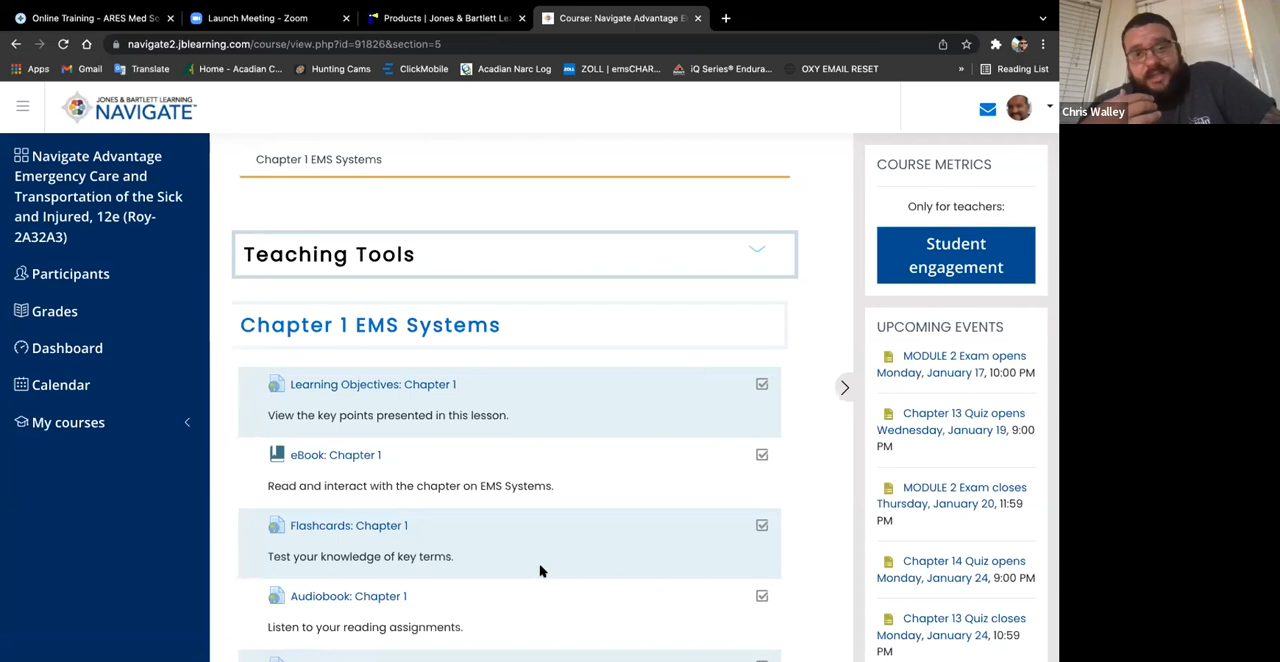 Online Training - ARES Med Sc
Launch Meeting - Zoom
Products | Jones & Bartlett Le
Course: Navigate Advantage E
navigate2.jblearning.com/course/view.php?id=91826&section=5
Apps
Gmail
Translate
Home - Acadian C...
Hunting Cams
ClickMobile
Acadian Narc Log
ZOLL | emsCHAR...
iQ Series® Endura...
OXY EMAIL RESET
»
Reading List
JONES & BARTLETT LEARNING
NAVIGATE
Chris Walley
Navigate Advantage
Emergency Care and
Transportation of the Sick
and Injured, 12e (Roy-
2A32A3)
Participants
Grades
Dashboard
Calendar
My courses
Chapter 1 EMS Systems
Teaching Tools
Chapter 1 EMS Systems
Learning Objectives: Chapter 1
View the key points presented in this lesson.
eBook: Chapter 1
Read and interact with the chapter on EMS Systems.
Flashcards: Chapter 1
Test your knowledge of key terms.
Audiobook: Chapter 1
Listen to your reading assignments.
COURSE METRICS
Only for teachers:
Student
engagement
UPCOMING EVENTS
MODULE 2 Exam opens
Monday, January 17, 10:00 PM
Chapter 13 Quiz opens
Wednesday, January 19, 9:00
PM
MODULE 2 Exam closes
Thursday, January 20, 11:59
PM
Chapter 14 Quiz opens
Monday, January 24, 9:00 PM
Chapter 13 Quiz closes
Monday, January 24, 10:59
PM